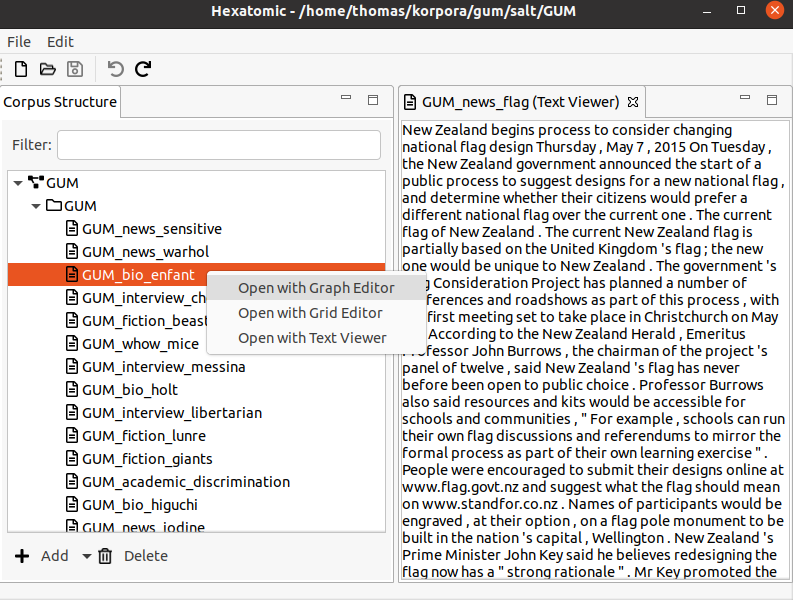 Hexatomic - /home/thomas/korpora/gum/salt/GUM
File Edit
Corpus Structure
Filter:
GUM
GUM
GUM_news_sensitive
GUM_news_warhol
GUM_bio_enfant
GUM_interview_ch
GUM_fiction_beast
GUM_whow_mice
GUM_interview_messina
GUM_bio_holt
GUM_interview_libertarian
GUM_fiction_lunre
GUM_fiction_giants
GUM_academic_discrimination
GUM_bio_higuchi
GUM_news_iodine
Add Delete
Open with Graph Editor
Open with Grid Editor
Open with Text Viewer
GUM_news_flag (Text Viewer)
New Zealand begins process to consider changing
national flag design Thursday , May 7 , 2015 On Tuesday ,
the New Zealand government announced the start of a
public process to suggest designs for a new national flag ,
and determine whether their citizens would prefer a
different national flag over the current one . The current
flag of New Zealand . The current New Zealand flag is
partially based on the United Kingdom 's flag ; the new
one would be unique to New Zealand . The government 's
Consideration Project has planned a number of
ferences and roadshows as part of this process , with
first meeting set to take place in Christchurch on May
According to the New Zealand Herald , Emeritus
Professor John Burrows , the chairman of the project 's
panel of twelve , said New Zealand 's flag has never
before been open to public choice . Professor Burrows
also said resources and kits would be accessible for
schools and communities , " For example , schools can run
their own flag discussions and referendums to mirror the
formal process as part of their own learning exercise " .
People were encouraged to submit their designs online at
www.flag.govt.nz and suggest what the flag should mean
on www.standfor.co.nz . Names of participants would be
engraved , at their option , on a flag pole monument to be
built in the nation 's capital , Wellington . New Zealand 's
Prime Minister John Key said he believes redesigning the
flag now has a " strong rationale " . Mr Key promoted the